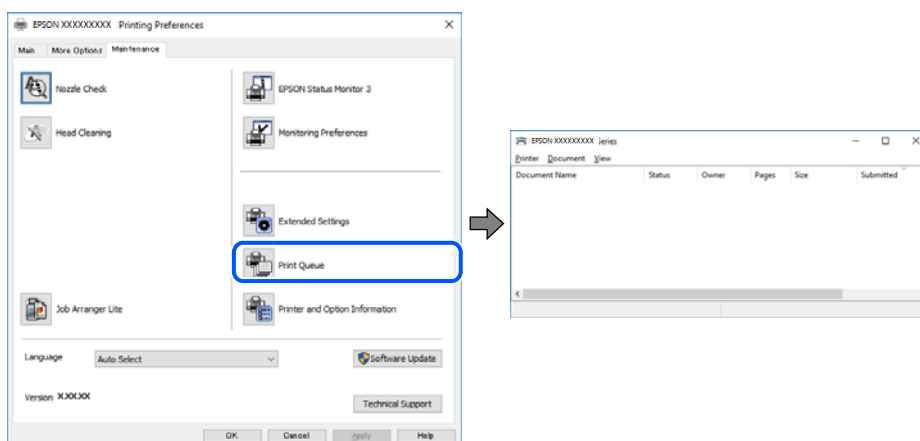 EPSON XXXXXXXXX Printing Preferences
Main More Options Maintenance
Nozzle Check
EPSON Status Monitor 3
Head Cleaning
Monitoring Preferences
Extended Settings
Print Queue
Job Arranger Lite
Printer and Option Information
Language
Auto Select
Software Update
Version X.XX.XX
Technical Support
OK Cancel Apply Help
EPSON XXXXXXXXX ieries
Printer Document View
Document Name Status Owner Pages Size Submitted